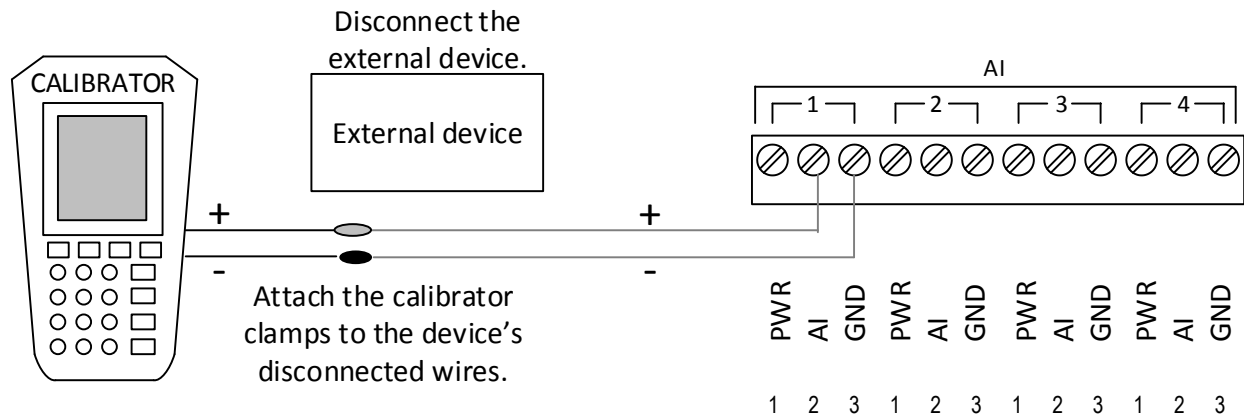 Disconnect the
external device.
CALIBRATOR
External device
+
-
Attach the calibrator
clamps to the device's
disconnected wires.
+
-
AI
1 2 3 4
PWR AI GND PWR AI GND PWR AI GND PWR AI GND
1 2 3 1 2 3 1 2 3 1 2 3